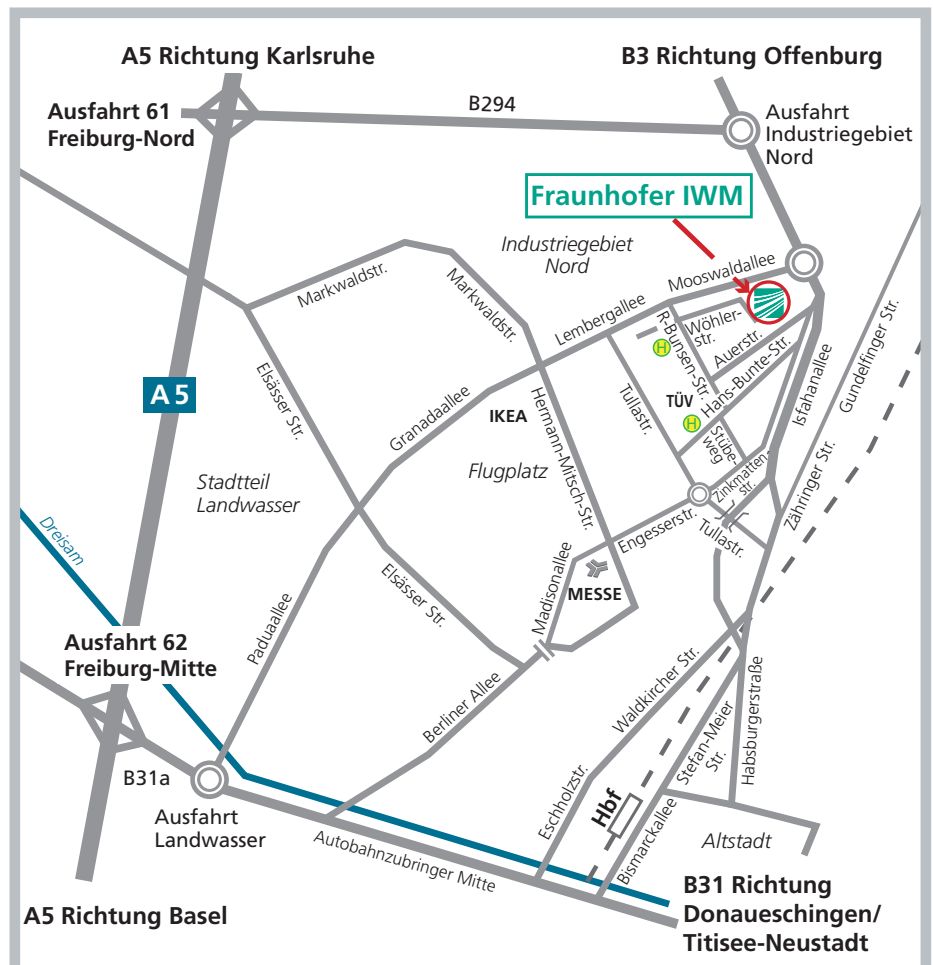 A5 Richtung Karlsruhe
B3 Richtung Offenburg
Ausfahrt 61
Freiburg-Nord
B294
Ausfahrt
Industriegebiet
Nord
Fraunhofer IWM
Industriegebiet
Nord
Mooswaldallee
Markwaldstr.
Markwaldstr.
Lembergallee
R-Bunsen-Str.
Wöhler-
str.
Auerstr.
H
Elsässer Str.
A 5
Granadaallee
IKEA
Hermann-Mitsch-Str.
Tullastr.
TÜV
H
Hans-Bunte-Str.
Isfahanallee
Gundelfinger Str.
Stübe-
weg
Zinkmatten-
str.
Zähringer Str.
Stadtteil
Landwasser
Flugplatz
Dreisam
Engesserstr.
Tullastr.
Elsässer Str.
Madisonallee
MESSE
Paduaallee
Ausfahrt 62
Freiburg-Mitte
Berliner Allee
Waldkircher Str.
Stefan-Meier
Str.
Habsburgerstraße
B31a
Ausfahrt
Landwasser
Autobahnzubringer Mitte
Eschholzstr.
Hbf
Bismarckallee
Altstadt
A5 Richtung Basel
B31 Richtung
Donaueschingen/
Titisee-Neustadt